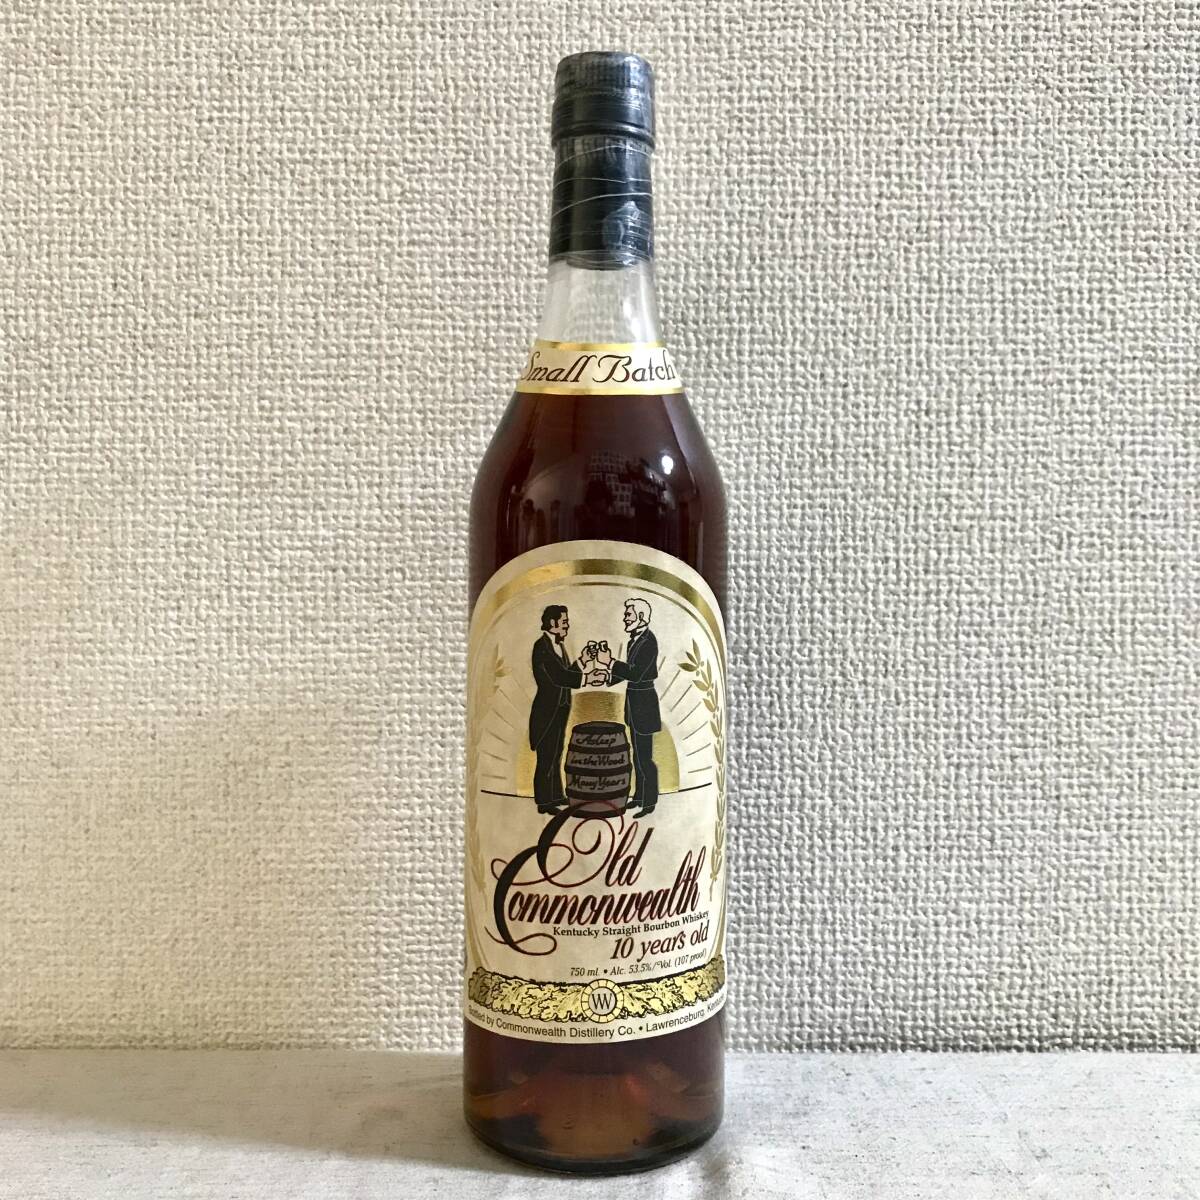 Small Batch
Asleep
in the Wood
Many Years
Old
Commonwealth
Kentucky Straight Bourbon Whiskey
10 years old
750 ml. • Alc. 53.5%/°Vol. (107 proof)
W
Bottled by Commonwealth Distillery Co. • Lawrenceburg, Kentucky